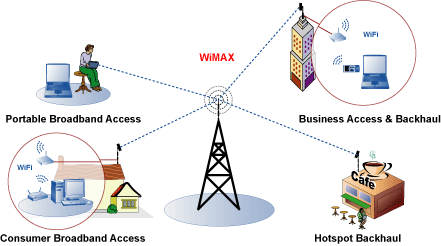 WiMAX
WiFi
Portable Broadband Access
Business Access & Backhaul
WiFi
Cafe
Consumer Broadband Access
Hotspot Backhaul